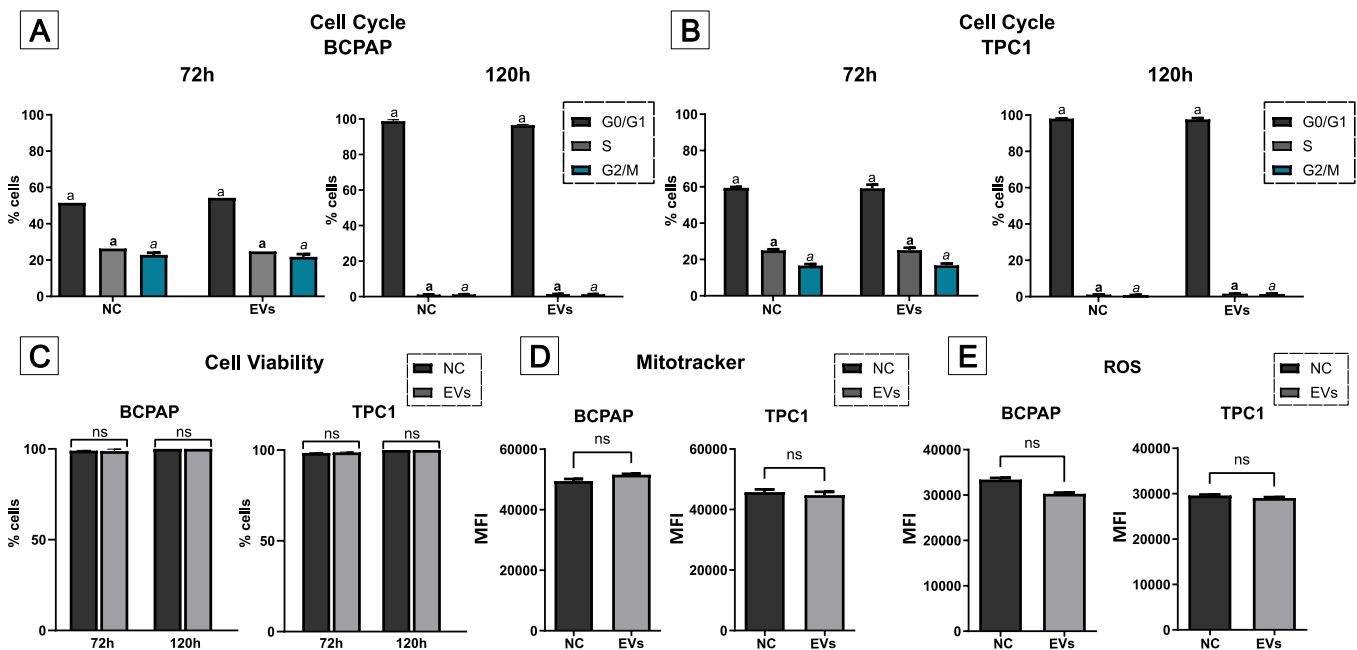 A
Cell Cycle
BCPAP
72h
120h
% cells
100
80
60
40
20
0
a
a
a
a
a
a
NC
EVs
% cells
100
80
60
40
20
0
a
a
a
a
a
a
NC
EVs
G0/G1
S
G2/M
B
Cell Cycle
TPC1
72h
120h
% cells
100
80
60
40
20
0
a
a
a
a
a
a
NC
EVs
% cells
100
80
60
40
20
0
a
a
a
a
a
a
NC
EVs
G0/G1
S
G2/M
C
Cell Viability
NC
EVs
BCPAP
% cells
100
50
0
ns
ns
72h
120h
TPC1
% cells
100
50
0
ns
ns
72h
120h
D
Mitotracker
NC
EVs
BCPAP
MFI
60000
40000
20000
0
ns
NC
EVs
TPC1
MFI
60000
40000
20000
0
ns
NC
EVs
E
ROS
NC
EVs
BCPAP
MFI
40000
30000
20000
10000
0
ns
NC
EVs
TPC1
MFI
40000
30000
20000
10000
0
ns
NC
EVs